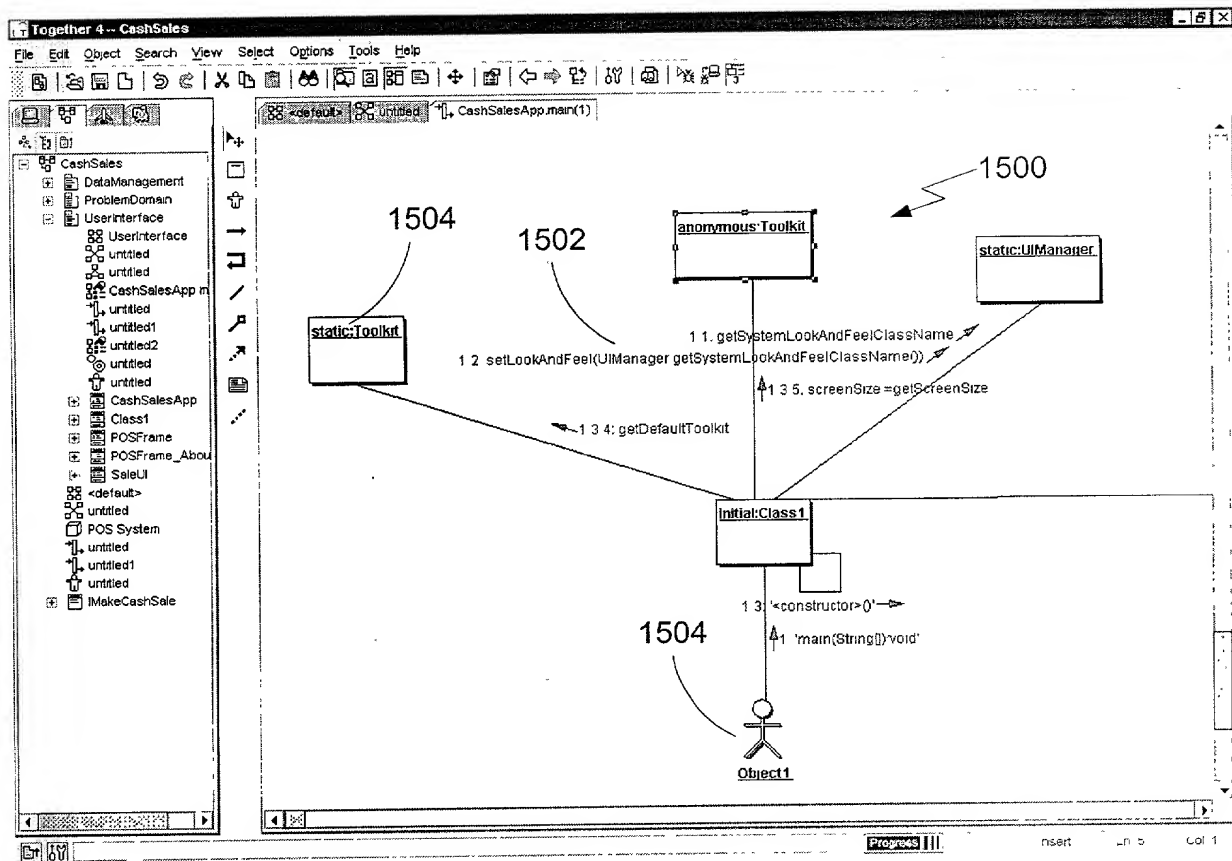 Together 4 -- CashSales
File Edit Object Search View Select Options Tools Help
<default>
untitled
CashSalesApp.main(1)
CashSales
DataManagement
ProblemDomain
UserInterface
UserInterface
untitled
untitled
CashSalesApp m
untitled
untitled1
untitled2
untitled
untitled
CashSalesApp
Class1
POSFrame
POSFrame_Abou
SaleUI
<default>
untitled
POS System
untitled
untitled1
untitled
IMakeCashSale
1500
1504
1502
anonymous:Toolkit
static:UIManager
static:Toolkit
1 1. getSystemLookAndFeelClassName
1 2 setLookAndFeel(UIManager getSystemLookAndFeelClassName())
1 3 5. screenSize =getScreenSize
1 3 4: getDefaultToolkit
Initial:Class1
1 3: '<constructor>()'
1504
1 'main(String[]):void'
Object1
Progress
nsert
Ln 5
Col 1